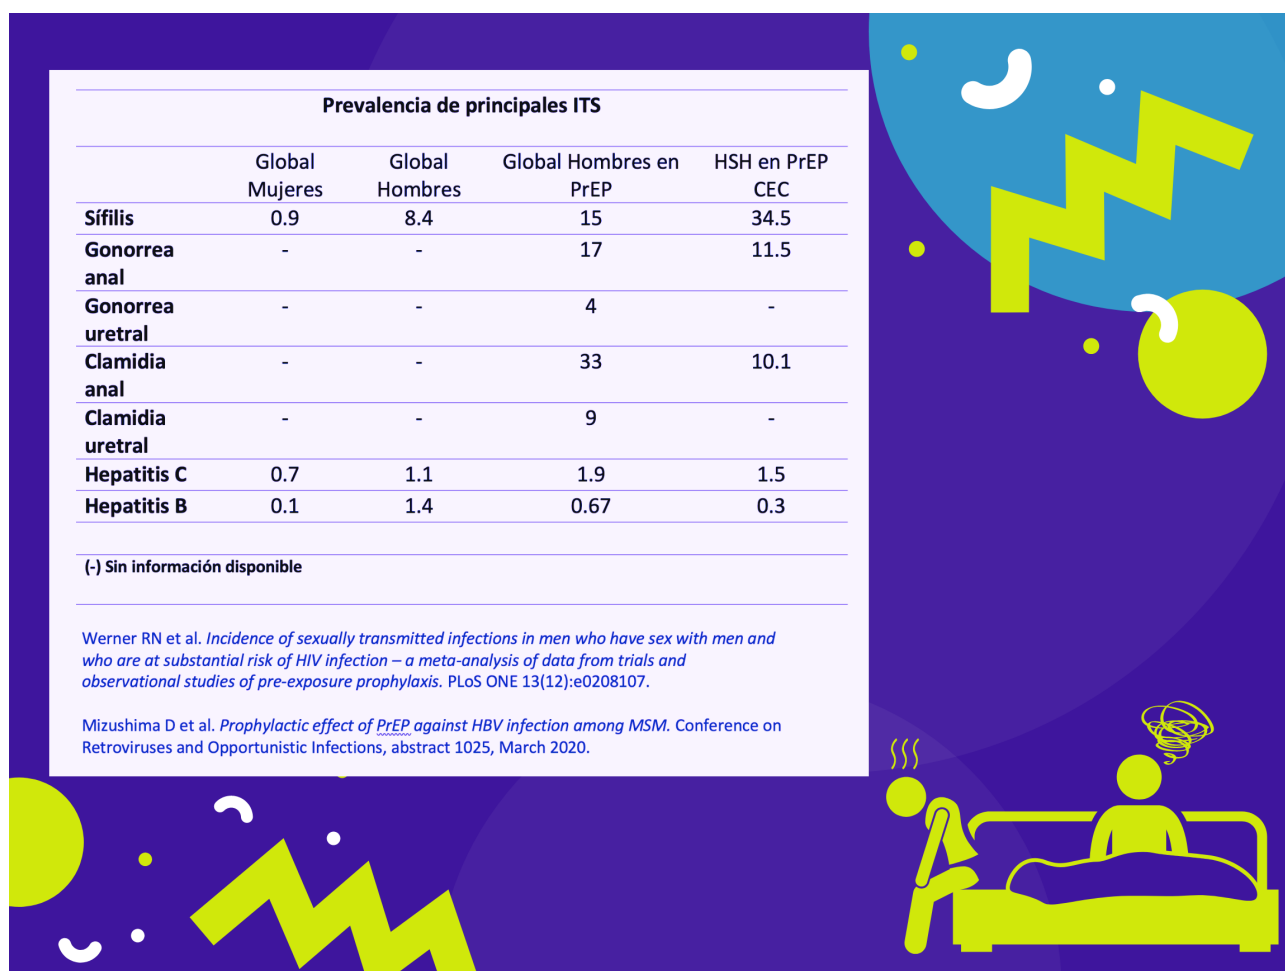 Prevalencia de principales ITS
Global Mujeres Global Hombres Global Hombres en PrEP HSH en PrEP CEC
Sífilis 0.9 8.4 15 34.5
Gonorrea anal - - 17 11.5
Gonorrea uretral - - 4 -
Clamidia anal - - 33 10.1
Clamidia uretral - - 9 -
Hepatitis C 0.7 1.1 1.9 1.5
Hepatitis B 0.1 1.4 0.67 0.3
(-) Sin información disponible
Werner RN et al. Incidence of sexually transmitted infections in men who have sex with men and
who are at substantial risk of HIV infection – a meta-analysis of data from trials and
observational studies of pre-exposure prophylaxis. PLoS ONE 13(12):e0208107.
Mizushima D et al. Prophylactic effect of PrEP against HBV infection among MSM. Conference on
Retroviruses and Opportunistic Infections, abstract 1025, March 2020.